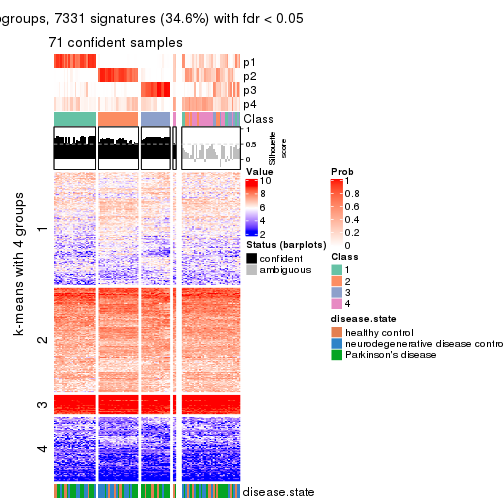 ogroups, 7331 signatures (34.6%) with fdr < 0.05
71 confident samples
p1
p2
p3
p4
Class
1
0.5
0
Silhouette
score
k-means with 4 groups
1
2
3
4
disease.state
Value
10
8
6
4
2
Status (barplots)
confident
ambiguous
Prob
1
0.8
0.6
0.4
0.2
0
Class
1
2
3
4
disease.state
healthy control
neurodegenerative disease contro
Parkinson's disease